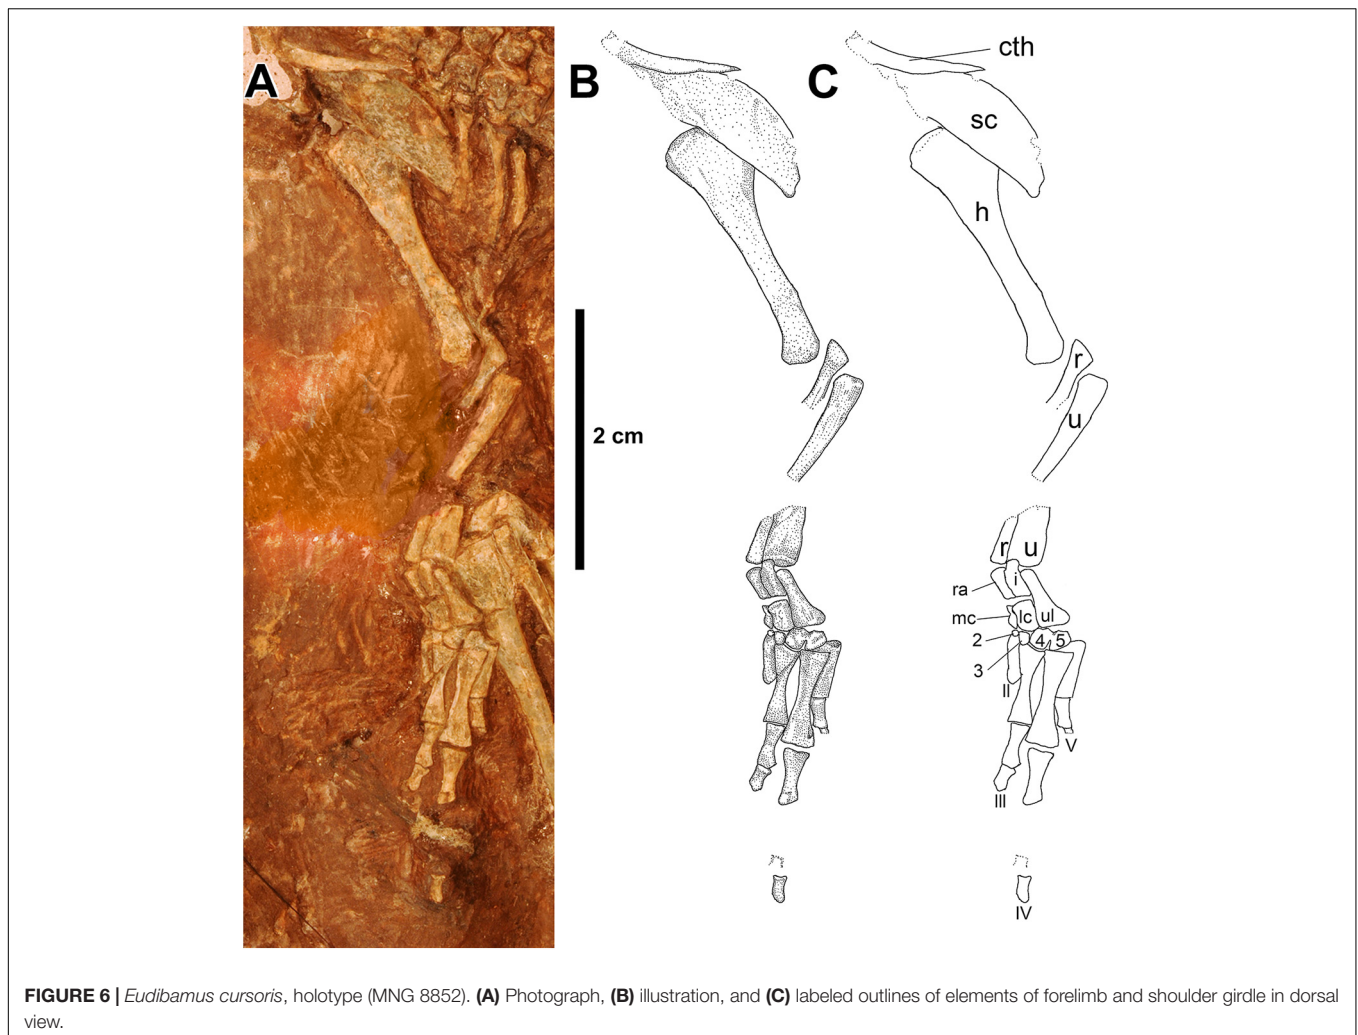 A
B
C
cth
sc
h
r
2 cm
u
r u
i
ra
mc
lc
ul
2
4
5
3
II
V
III
IV
FIGURE 6 | Eudibamus cursoris, holotype (MNG 8852). (A) Photograph, (B) illustration, and (C) labeled outlines of elements of forelimb and shoulder girdle in dorsal
view.